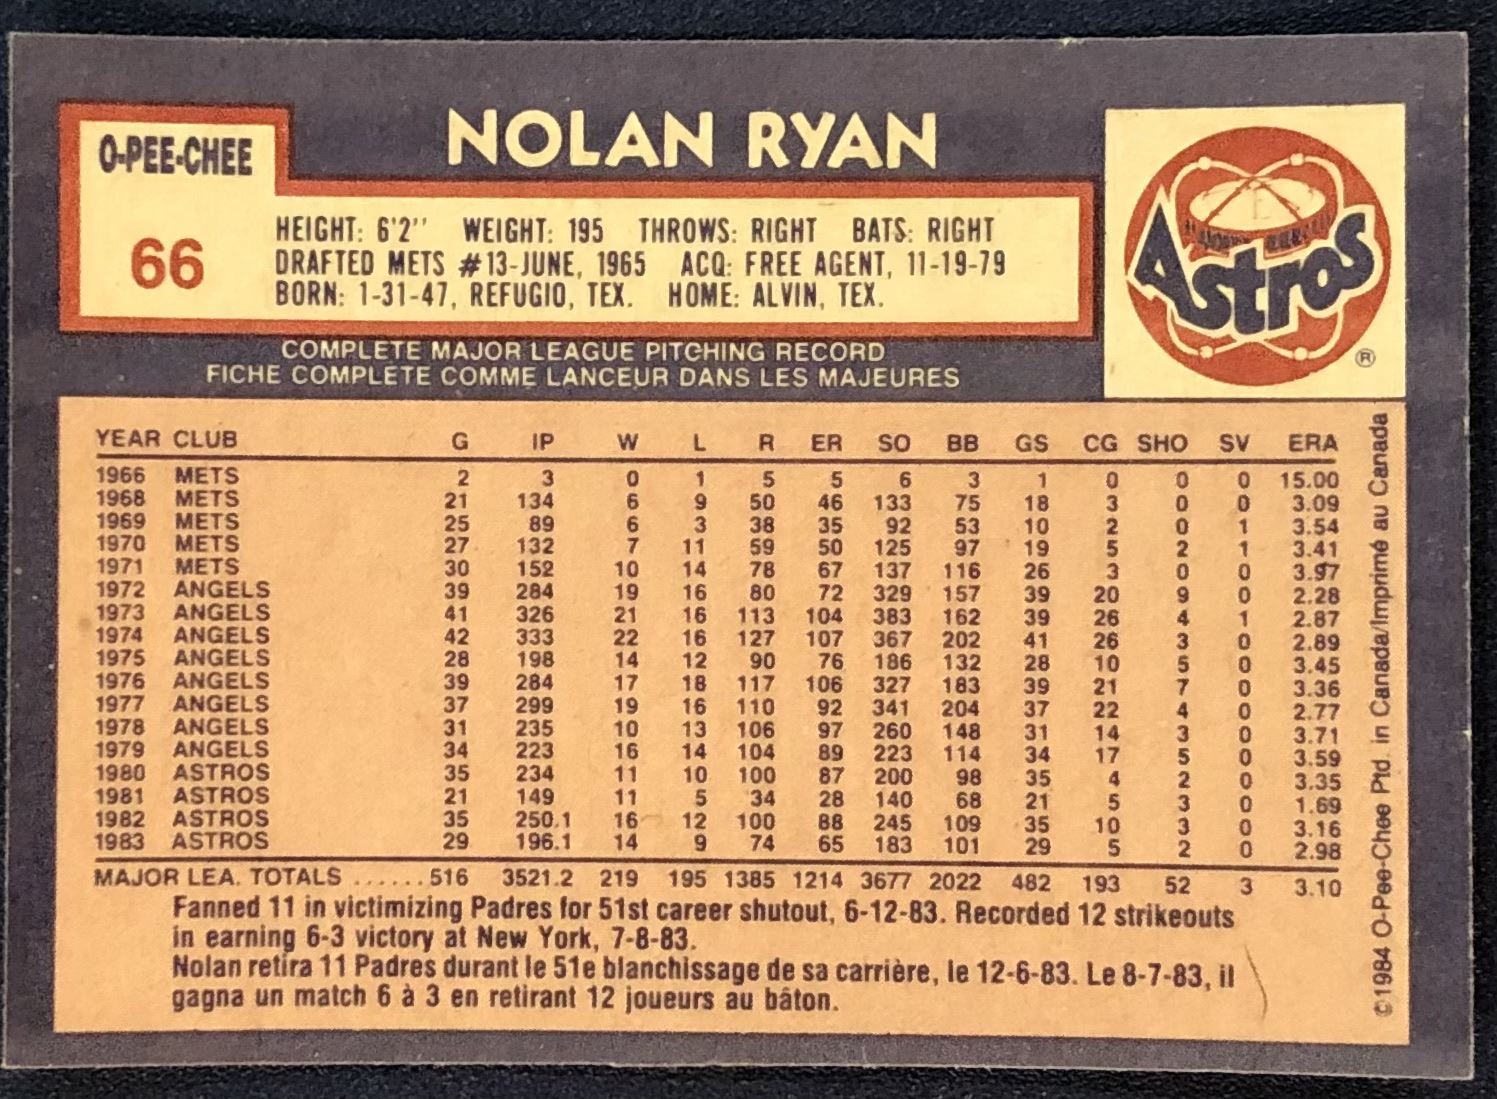 NOLAN RYAN
O-PEE-CHEE
66
HEIGHT: 6'2" WEIGHT: 195 THROWS: RIGHT BATS: RIGHT
DRAFTED METS #13-JUNE, 1965 ACQ: FREE AGENT, 11-19-79
BORN: 1-31-47, REFUGIO, TEX. HOME: ALVIN, TEX.
Astros
®
COMPLETE MAJOR LEAGUE PITCHING RECORD
FICHE COMPLETE COMME LANCEUR DANS LES MAJEURES
YEAR CLUB G IP W L R ER SO BB GS CG SHO SV ERA
1966 METS 2 3 0 1 5 5 6 3 1 0 0 0 15.00
1968 METS 21 134 6 9 50 46 133 75 18 3 0 0 3.09
1969 METS 25 89 6 3 38 35 92 53 10 2 0 1 3.54
1970 METS 27 132 7 11 59 50 125 97 19 5 2 1 3.41
1971 METS 30 152 10 14 78 67 137 116 26 3 0 0 3.97
1972 ANGELS 39 284 19 16 80 72 329 157 39 20 9 0 2.28
1973 ANGELS 41 326 21 16 113 104 383 162 39 26 4 1 2.87
1974 ANGELS 42 333 22 16 127 107 367 202 41 26 3 0 2.89
1975 ANGELS 28 198 14 12 90 76 186 132 28 10 5 0 3.45
1976 ANGELS 39 284 17 18 117 106 327 183 39 21 7 0 3.36
1977 ANGELS 37 299 19 16 110 92 341 204 37 22 4 0 2.77
1978 ANGELS 31 235 10 13 106 97 260 148 31 14 3 0 3.71
1979 ANGELS 34 223 16 14 104 89 223 114 34 17 5 0 3.59
1980 ASTROS 35 234 11 10 100 87 200 98 35 4 2 0 3.35
1981 ASTROS 21 149 11 5 34 28 140 68 21 5 3 0 1.69
1982 ASTROS 35 250.1 16 12 100 88 245 109 35 10 3 0 3.16
1983 ASTROS 29 196.1 14 9 74 65 183 101 29 5 2 0 2.98
MAJOR LEA. TOTALS ......516 3521.2 219 195 1385 1214 3677 2022 482 193 52 3 3.10
Fanned 11 in victimizing Padres for 51st career shutout, 6-12-83. Recorded 12 strikeouts
in earning 6-3 victory at New York, 7-8-83.
Nolan retira 11 Padres durant le 51e blanchissage de sa carrière, le 12-6-83. Le 8-7-83, il
gagna un match 6 à 3 en retirant 12 joueurs au bâton.
©1984 O-Pee-Chee Ptd. in Canada/Imprimé au Canada